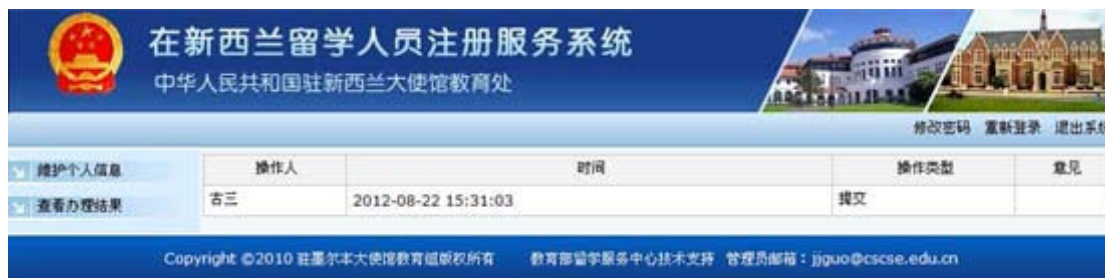 在新西兰留学人员注册服务系统
中华人民共和国驻新西兰大使馆教育处
修改密码 重新登录 退出系统
维护个人信息
查看办理结果
操作人 时间 操作类型 意见
古三 2012-08-22 15:31:03 提交
Copyright ©2010 驻墨尔本大使馆教育组版权所有 教育部留学服务中心技术支持 管理员邮箱：jjguo@cscse.edu.cn